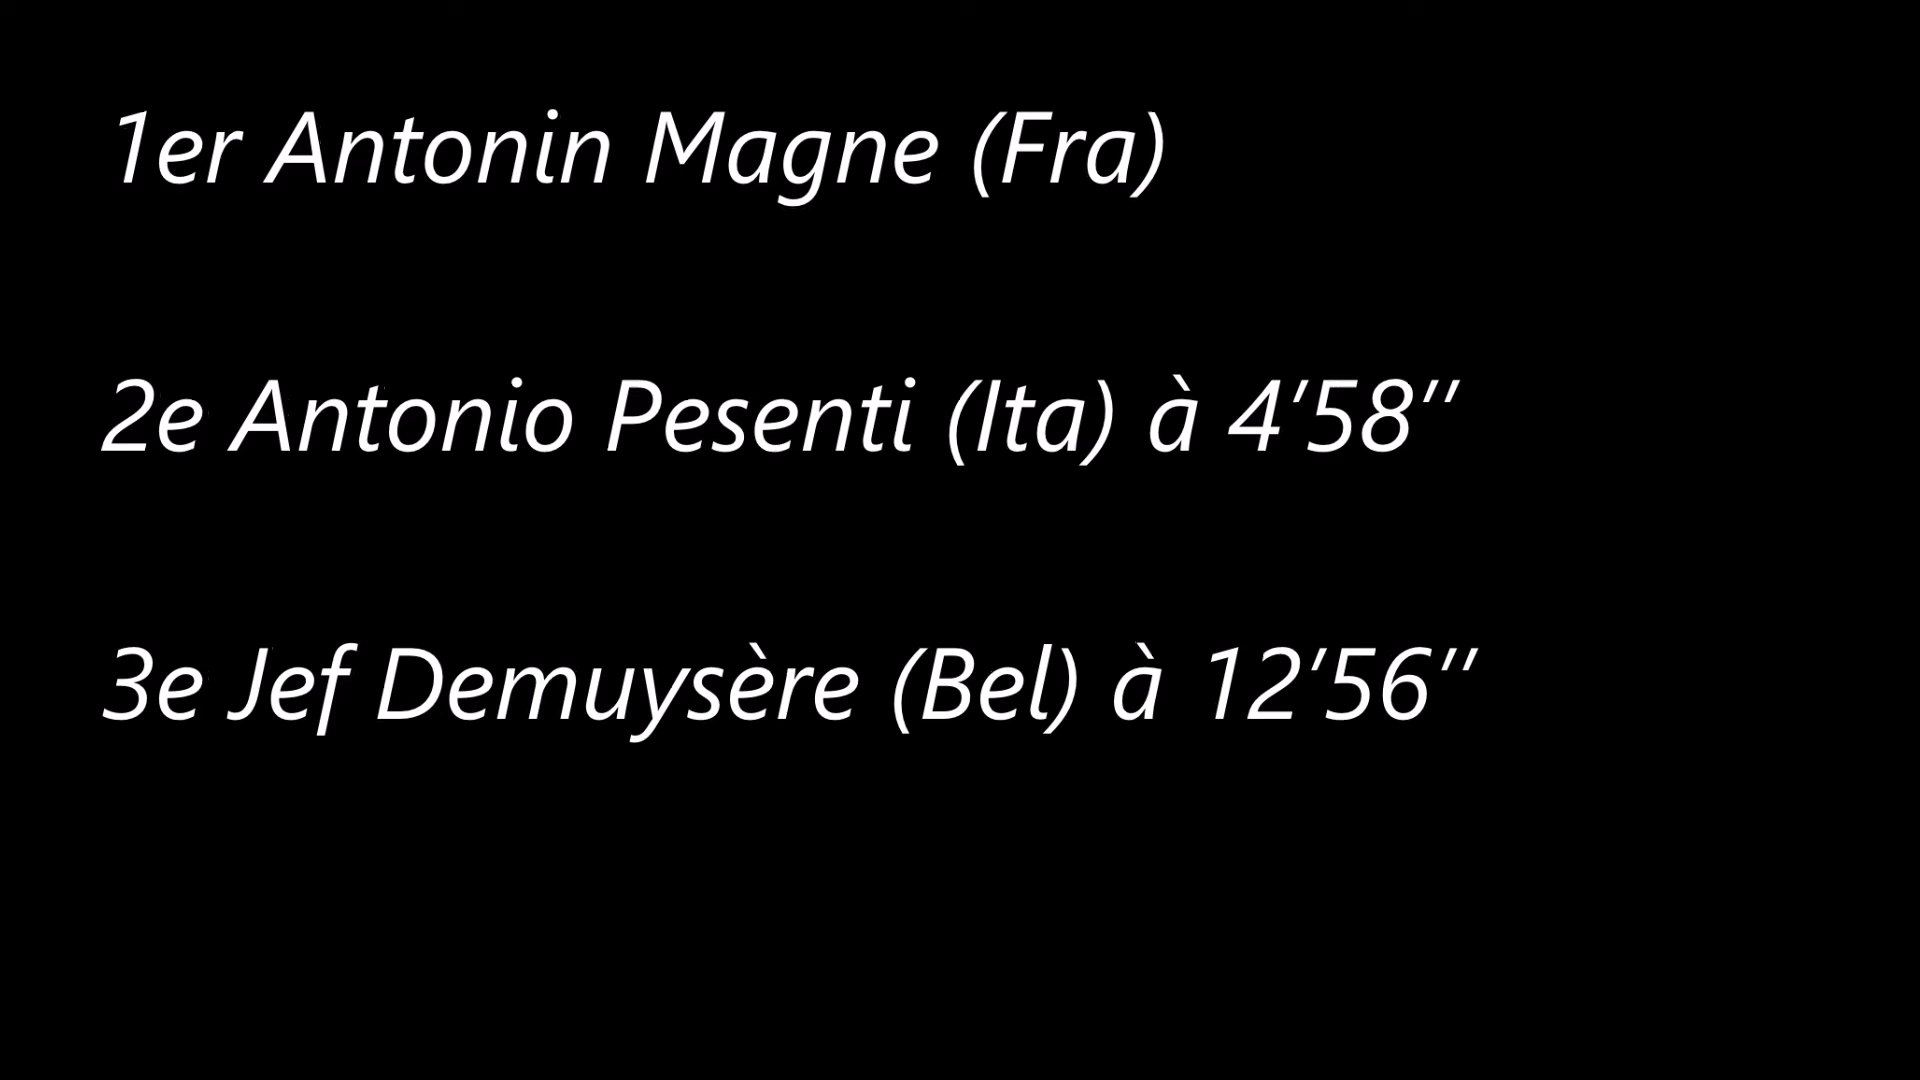 1er Antonin Magne (Fra)
2e Antonio Pesenti (Ita) à 4’58’’
3e Jef Demuysère (Bel) à 12’56’’